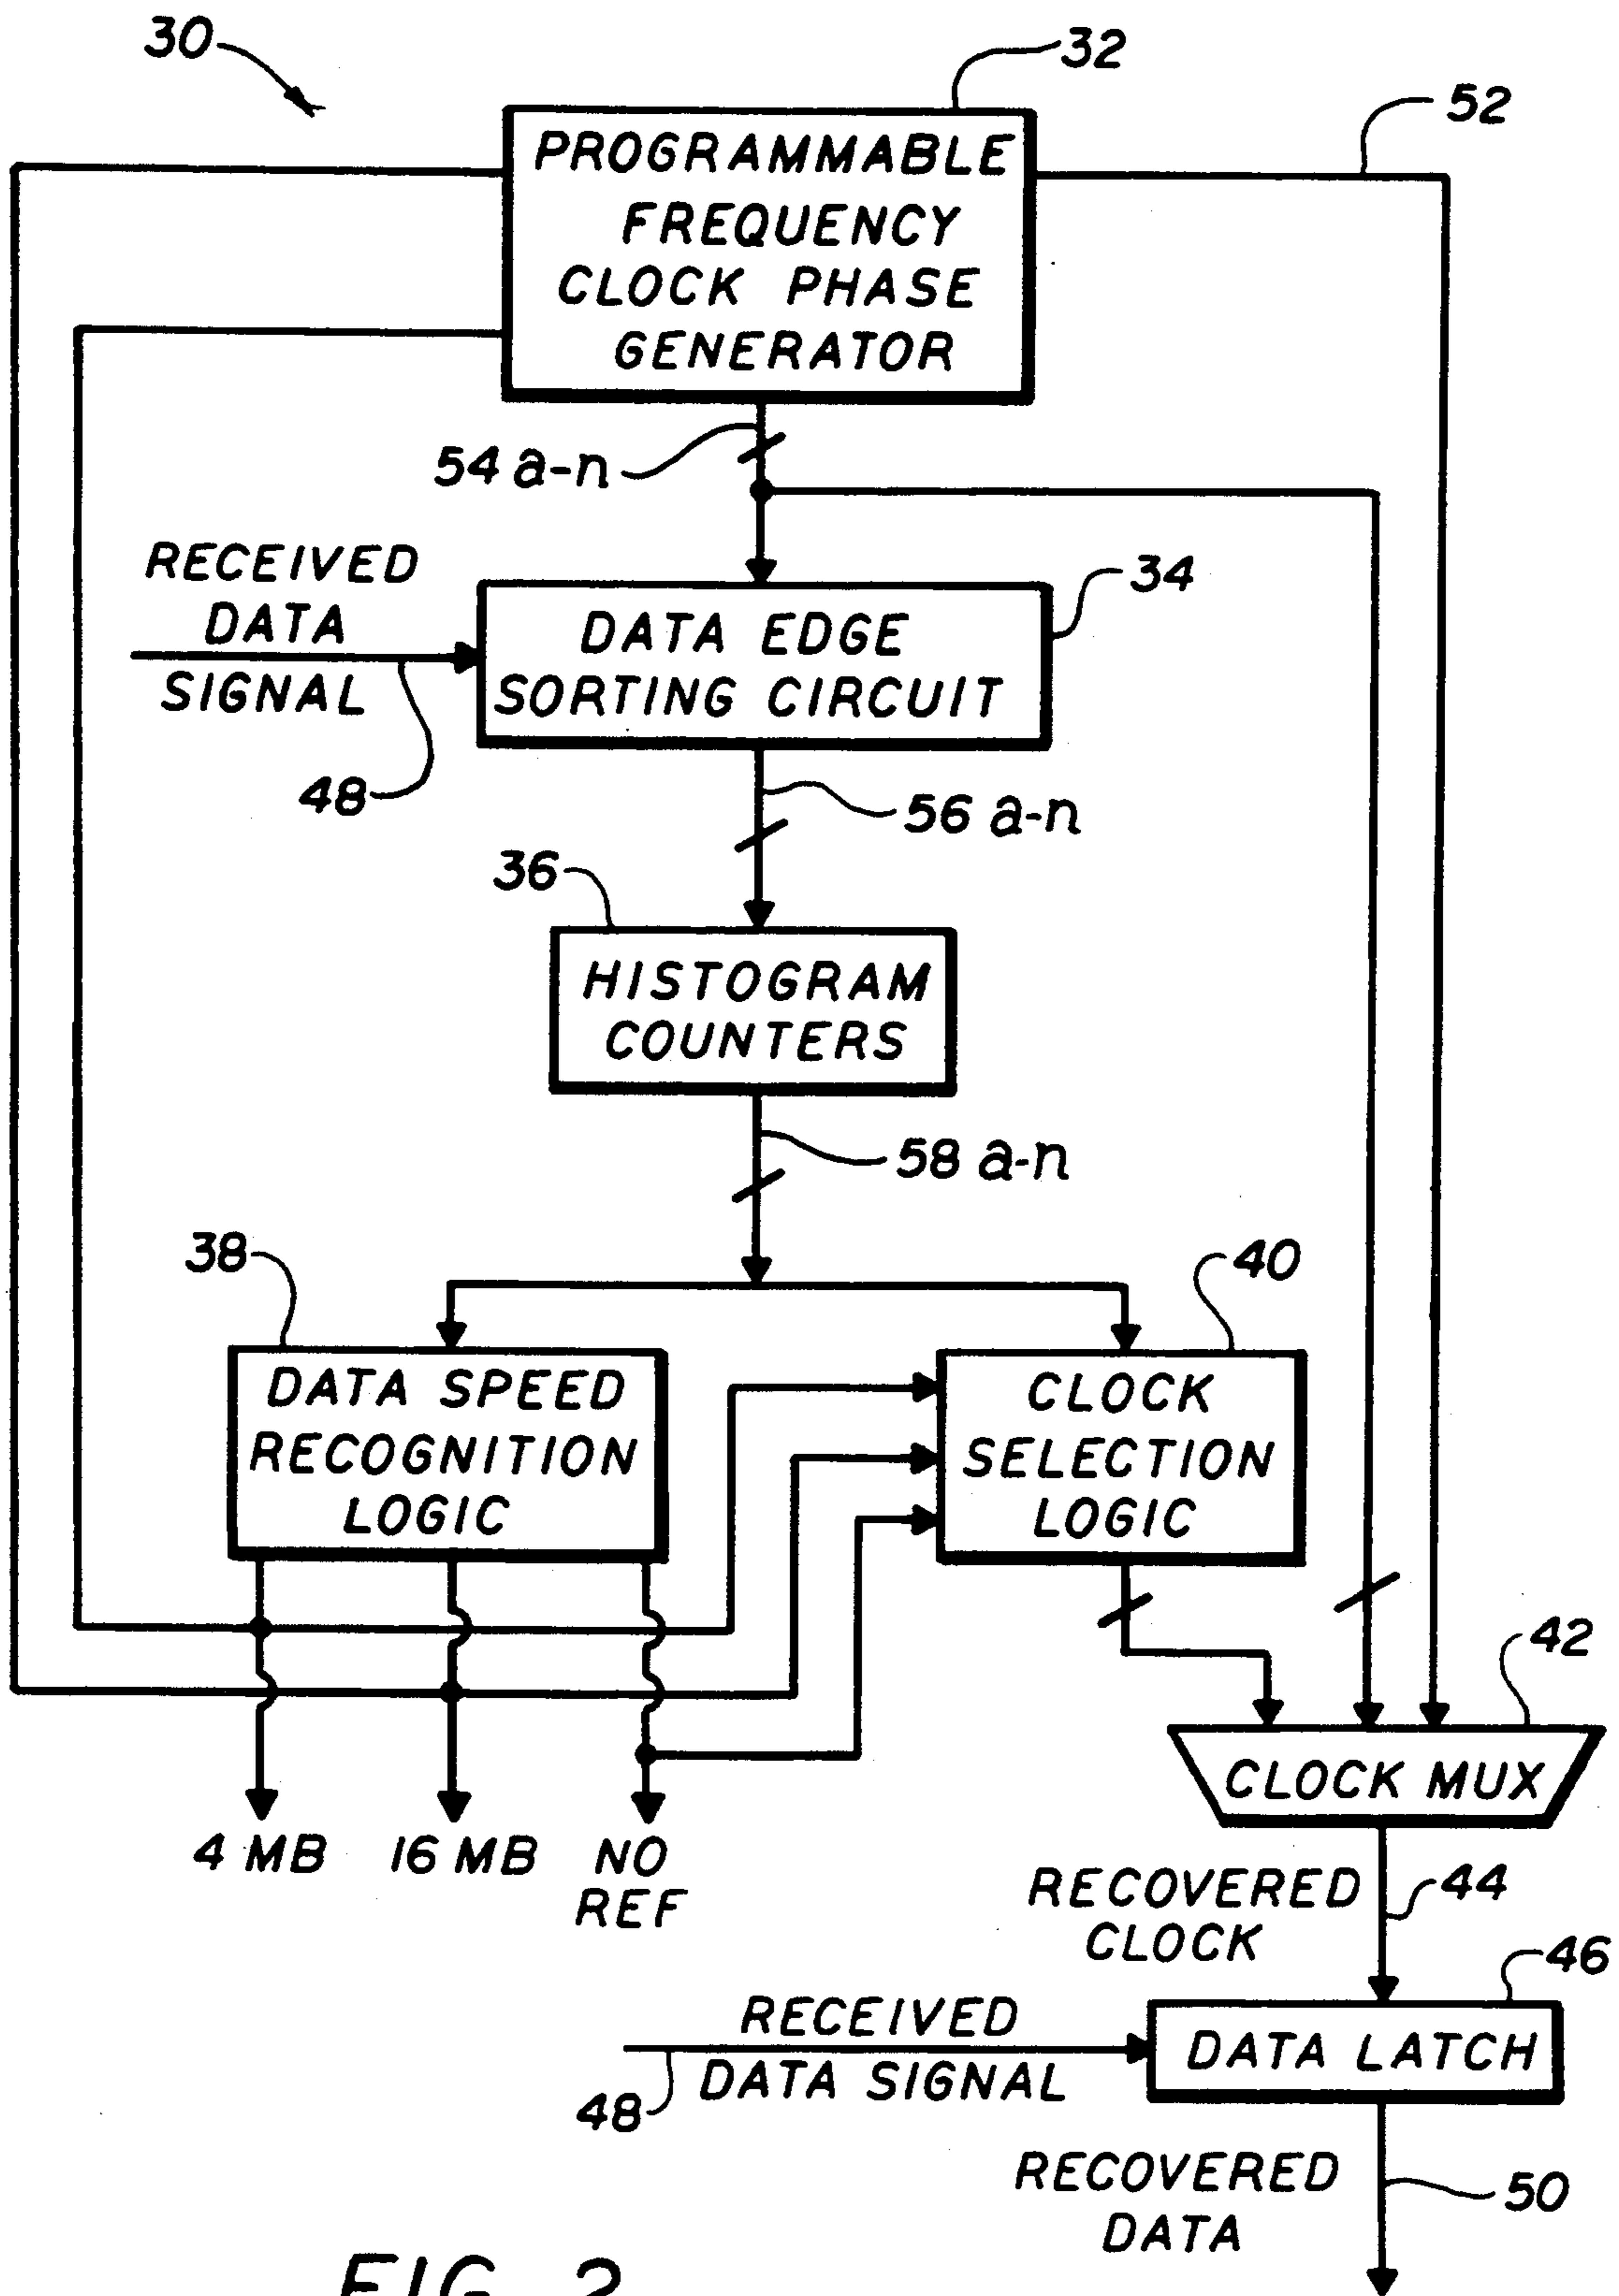 30
32
52
PROGRAMMABLE
FREQUENCY
CLOCK PHASE
GENERATOR
54 a-n
RECEIVED
DATA
SIGNAL
48
34
DATA EDGE
SORTING CIRCUIT
56 a-n
36
HISTOGRAM
COUNTERS
58 a-n
38
40
DATA SPEED
RECOGNITION
LOGIC
CLOCK
SELECTION
LOGIC
42
CLOCK MUX
4 MB
16 MB
NO
REF
RECOVERED
CLOCK
44
46
RECEIVED
DATA SIGNAL
48
DATA LATCH
RECOVERED
DATA
50
FIG. 2